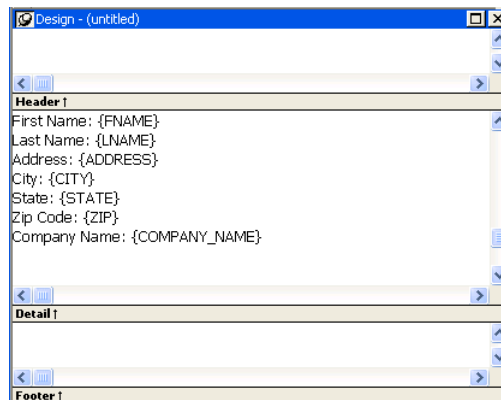 Design - (untitled)
Header ↑
First Name: {FNAME}
Last Name: {LNAME}
Address: {ADDRESS}
City: {CITY}
State: {STATE}
Zip Code: {ZIP}
Company Name: {COMPANY_NAME}
Detail ↑
Footer ↑